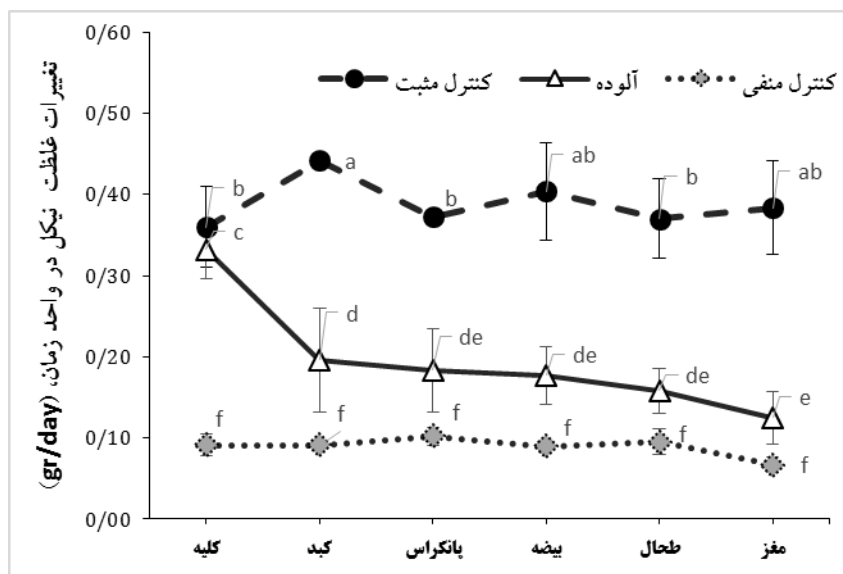 تغییرات غلظت نیکل در واحد زمان، (gr/day)
0/60
0/50
0/40
0/30
0/20
0/10
0/00
کنترل مثبت آلوده کنترل منفی
b a b ab b ab
c d de de de e
f f f f f f
کلیه کبد پانکراس بیضه طحال مغز